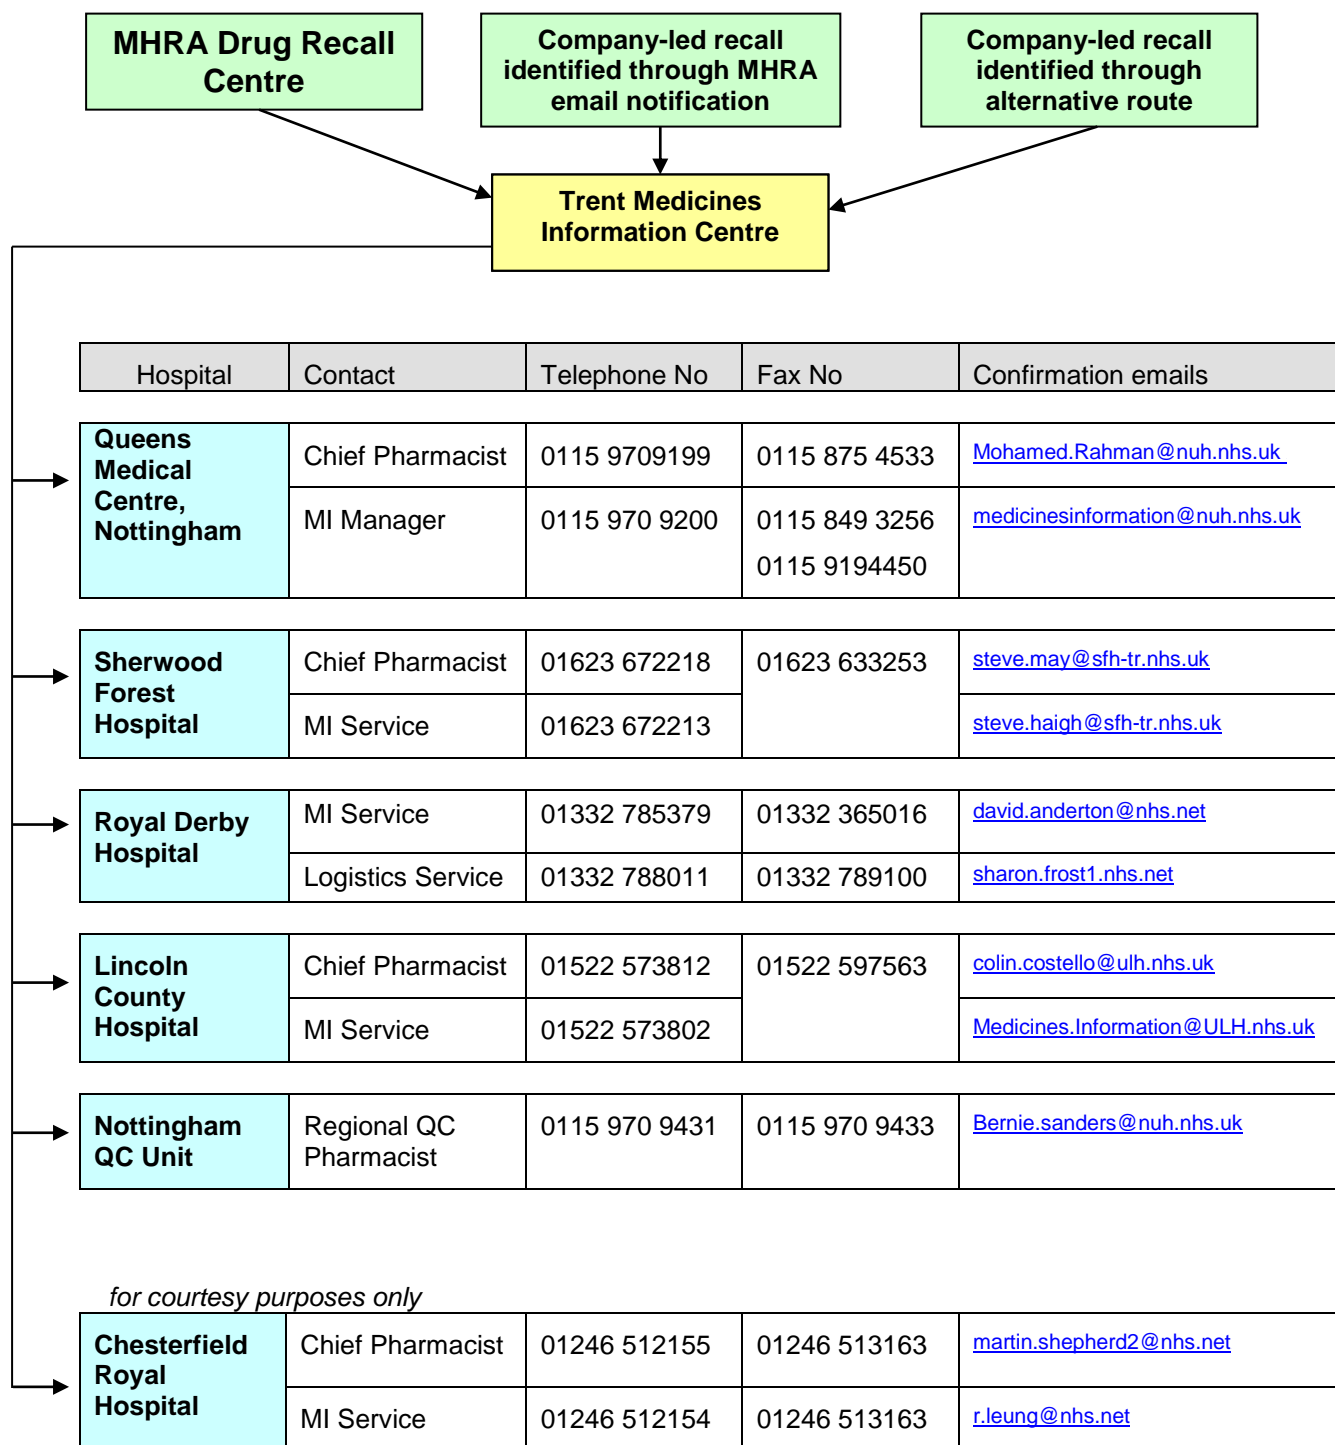 MHRA Drug Recall
Centre
Company-led recall
identified through MHRA
email notification
Company-led recall
identified through
alternative route
Trent Medicines
Information Centre
Hospital Contact Telephone No Fax No Confirmation emails
Queens
Medical
Centre,
Nottingham
Chief Pharmacist 0115 9709199 0115 875 4533 Mohamed.Rahman@nuh.nhs.uk
MI Manager 0115 970 9200 0115 849 3256 medicinesinformation@nuh.nhs.uk
0115 9194450
Sherwood
Forest
Hospital
Chief Pharmacist 01623 672218 01623 633253 steve.may@sfh-tr.nhs.uk
MI Service 01623 672213 steve.haigh@sfh-tr.nhs.uk
Royal Derby
Hospital
MI Service 01332 785379 01332 365016 david.anderton@nhs.net
Logistics Service 01332 788011 01332 789100 sharon.frost1.nhs.net
Lincoln
County
Hospital
Chief Pharmacist 01522 573812 01522 597563 colin.costello@ulh.nhs.uk
MI Service 01522 573802 Medicines.Information@ULH.nhs.uk
Nottingham
QC Unit
Regional QC
Pharmacist
0115 970 9431 0115 970 9433 Bernie.sanders@nuh.nhs.uk
for courtesy purposes only
Chesterfield
Royal
Hospital
Chief Pharmacist 01246 512155 01246 513163 martin.shepherd2@nhs.net
MI Service 01246 512154 01246 513163 r.leung@nhs.net